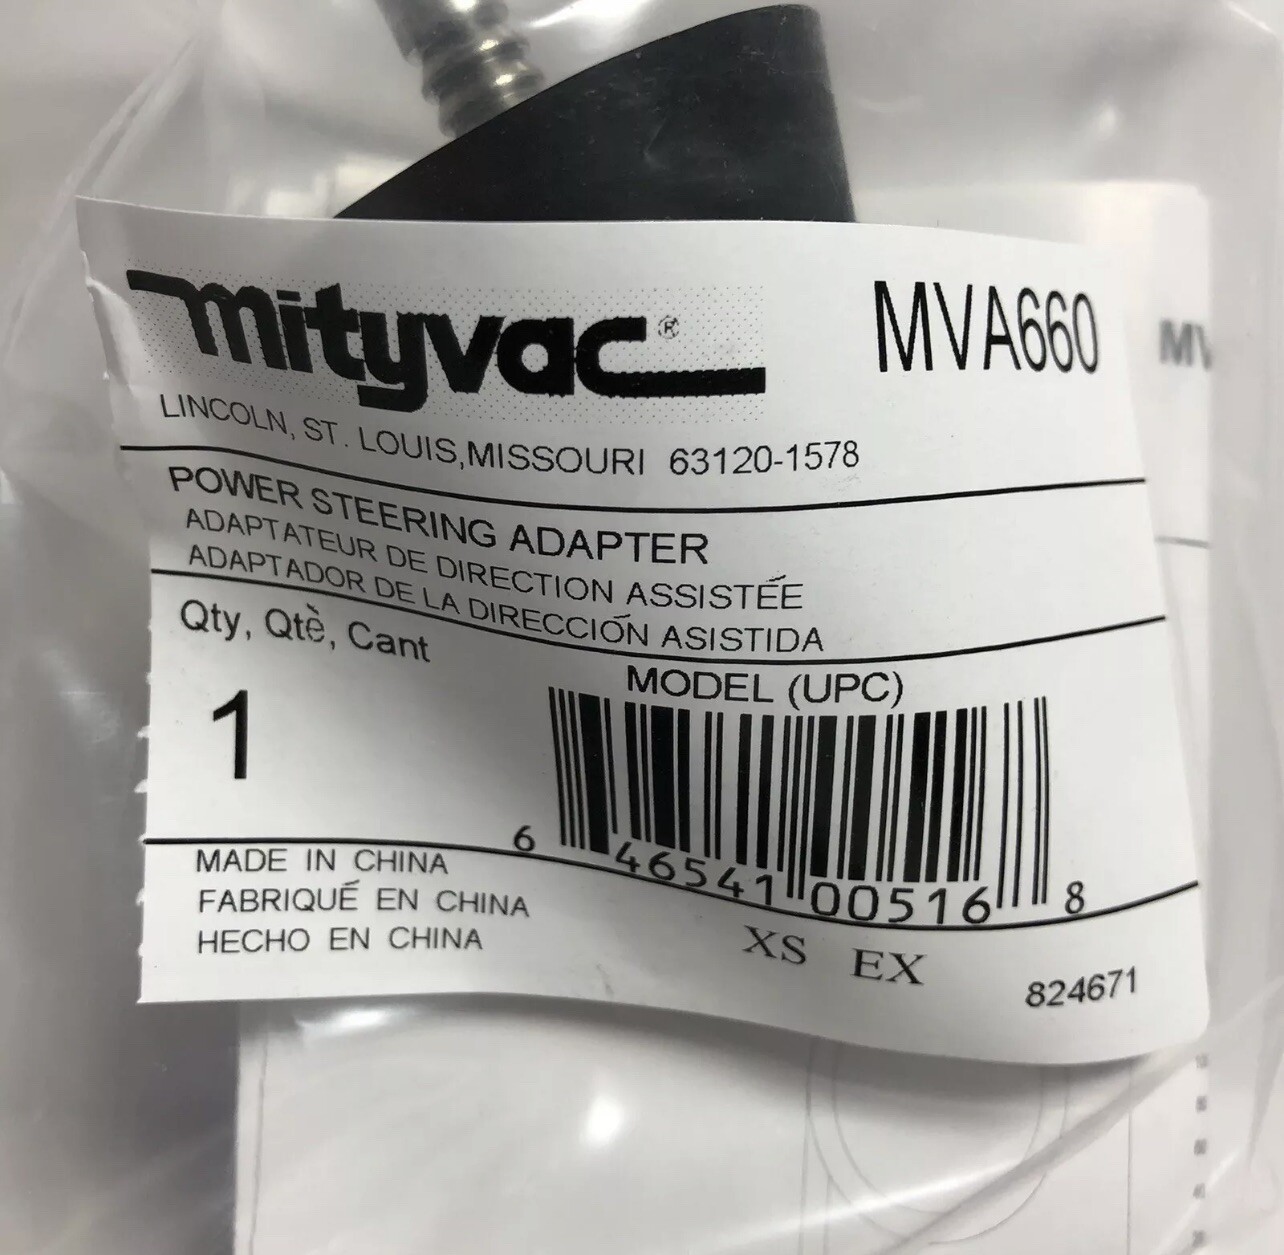 mityvac® MVA660
LINCOLN, ST. LOUIS,MISSOURI 63120-1578
POWER STEERING ADAPTER
ADAPTATEUR DE DIRECTION ASSISTÉE
ADAPTADOR DE LA DIRECCIÓN ASISTIDA
Qty, Qtè, Cant
1
MODEL (UPC)
6 46541 00516 8
MADE IN CHINA
FABRIQUÉ EN CHINA
HECHO EN CHINA
XS EX
824671
MV